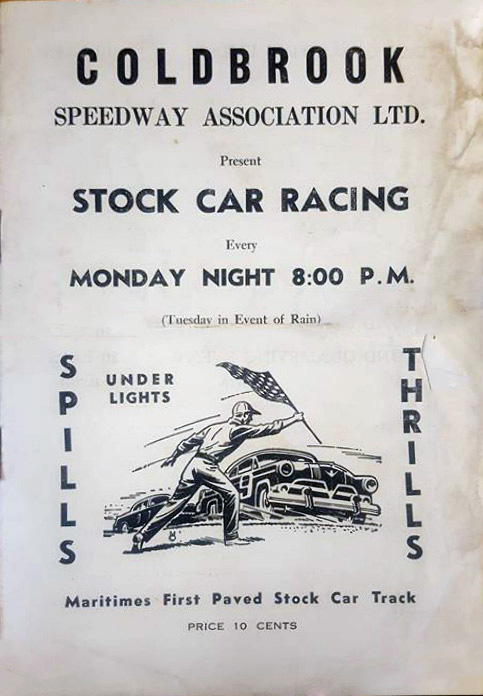 COLDBROOK
SPEEDWAY ASSOCIATION LTD.
Present
STOCK CAR RACING
Every
MONDAY NIGHT 8:00 P.M.
(Tuesday in Event of Rain)
SPILLS
UNDER
LIGHTS
THRILLS
Maritimes First Paved Stock Car Track
PRICE 10 CENTS